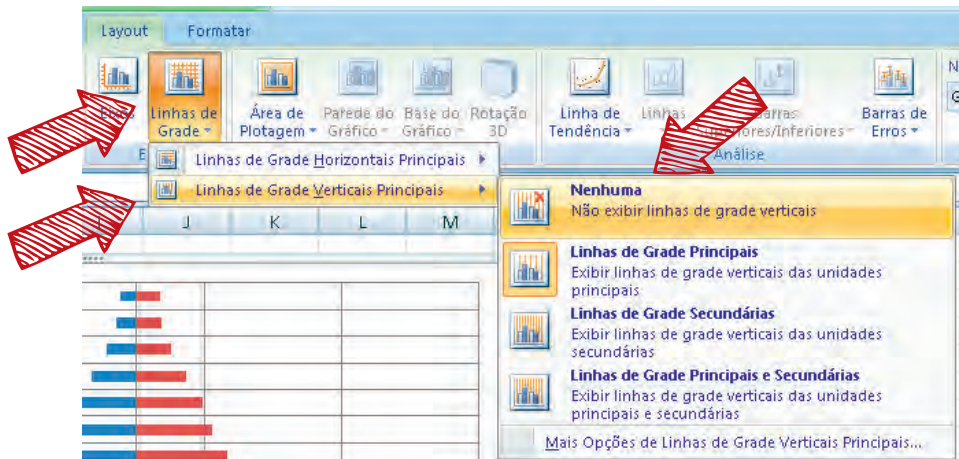 Layout Formatar
Linhas de Grade
Área de Plotagem
Parede do Gráfico
Base do Gráfico
Rotação 3D
Linha de Tendência
Linhas
Barras
Barras de Erros
Análise
N
G
E
Linhas de Grade Horizontais Principais
Linhas de Grade Verticais Principais
J K L M
Nenhuma
Não exibir linhas de grade verticais
Linhas de Grade Principais
Exibir linhas de grade verticais das unidades
principais
Linhas de Grade Secundárias
Exibir linhas de grade verticais das unidades
secundárias
Linhas de Grade Principais e Secundárias
Exibir linhas de grade verticais das unidades
principais e secundárias
Mais Opções de Linhas de Grade Verticais Principais...